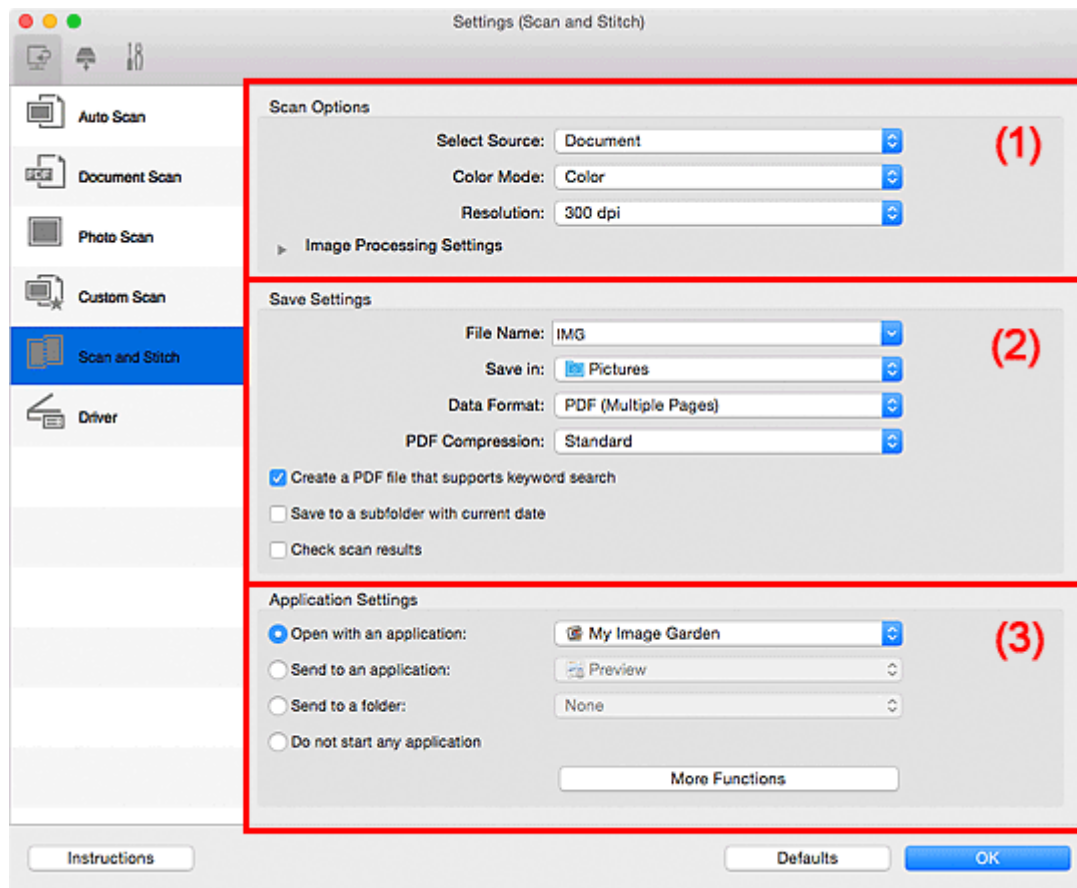 Settings (Scan and Stitch)
Auto Scan
Document Scan
Photo Scan
Custom Scan
Scan and Stitch
Driver
Scan Options
(1)
Select Source: Document
Color Mode: Color
Resolution: 300 dpi
Image Processing Settings
Save Settings
(2)
File Name: IMG
Save in: Pictures
Data Format: PDF (Multiple Pages)
PDF Compression: Standard
Create a PDF file that supports keyword search
Save to a subfolder with current date
Check scan results
Application Settings
(3)
Open with an application: My Image Garden
Send to an application: Preview
Send to a folder: None
Do not start any application
More Functions
Instructions
Defaults
OK